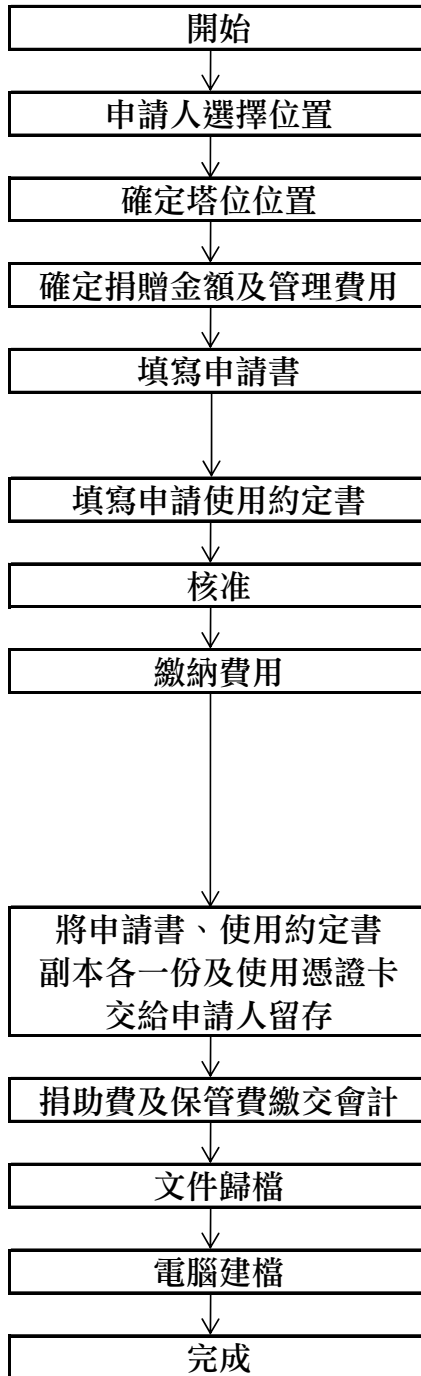 開始
申請人選擇位置
確定塔位位置
確定捐贈金額及管理費用
填寫申請書
填寫申請使用約定書
核准
繳納費用
將申請書、使用約定書
副本各一份及使用憑證卡
交給申請人留存
捐助費及保管費繳交會計
文件歸檔
電腦建檔
完成